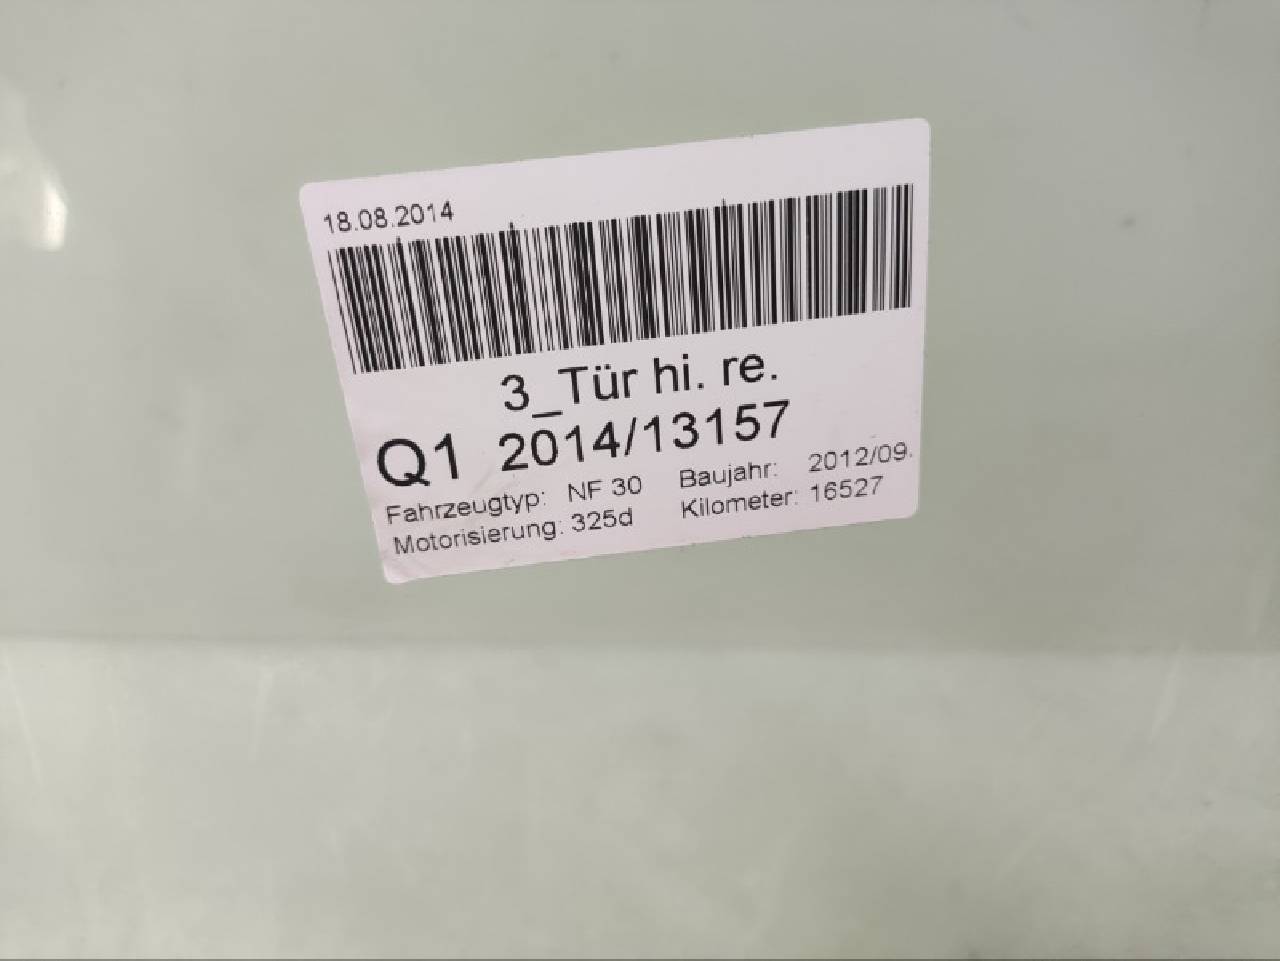 18.08.2014
3_Tür hi. re.
Q1 2014/13157
Fahrzeugtyp: NF 30 Baujahr: 2012/09.
Motorisierung: 325d Kilometer: 16527